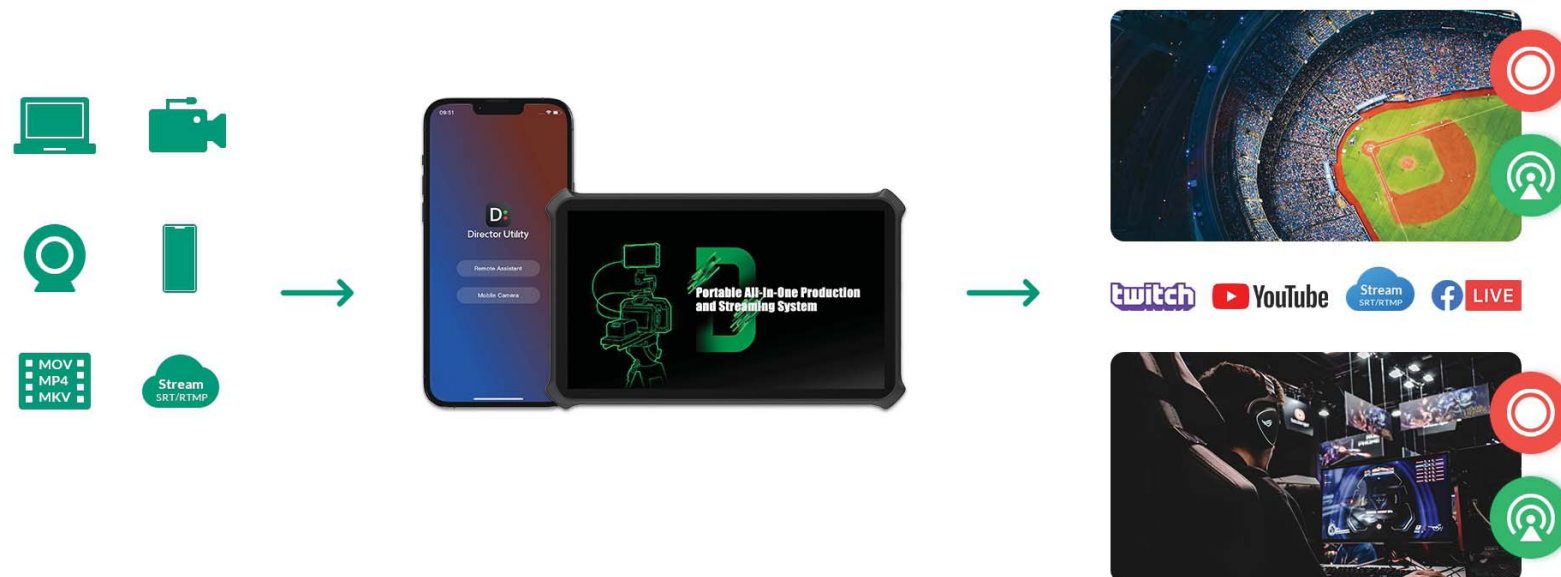 MOV
MP4
MKV
Stream
SRT/RTMP
09:51
D:
Director Utility
Remote Assistant
Mobile Camera
Portable All-In-One Production
and Streaming System
twitch
YouTube
Stream
SRT/RTMP
LIVE